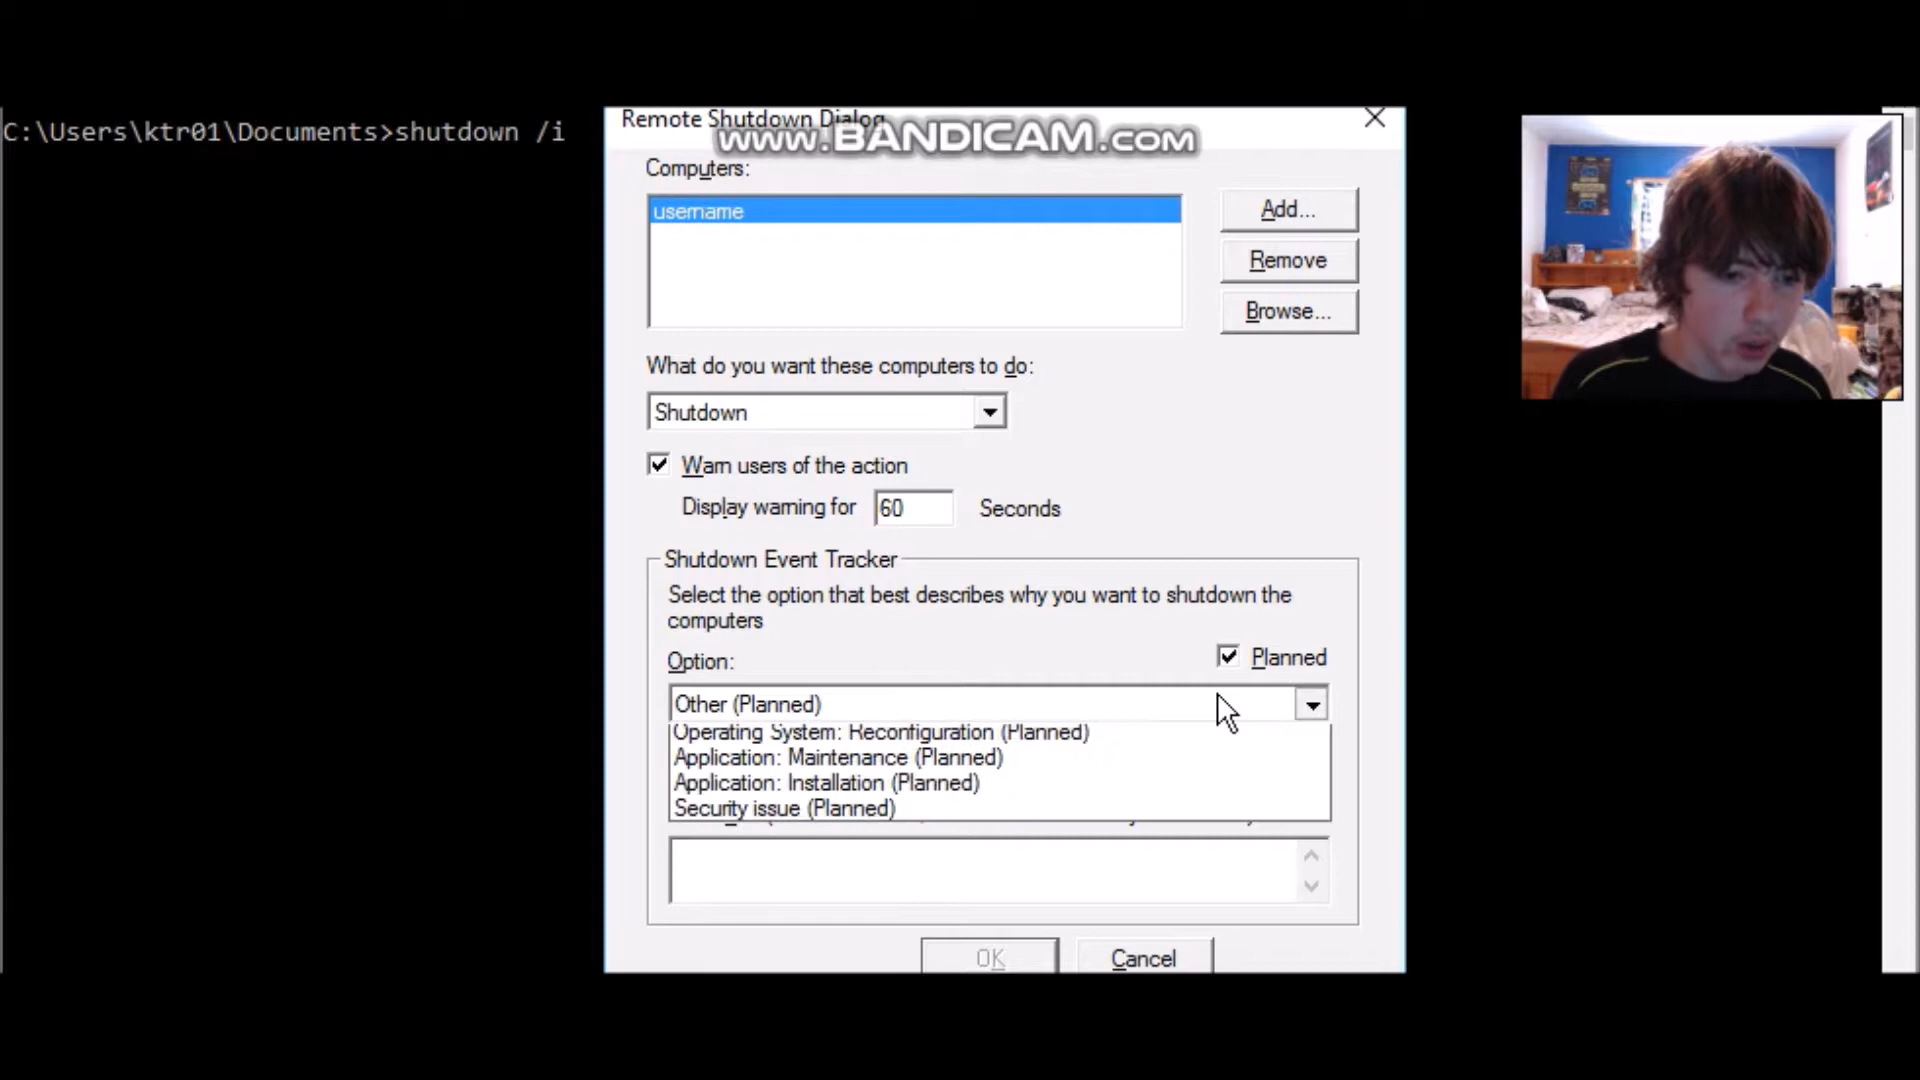 C:\Users\ktr01\Documents>shutdown /i
Remote Shutdown Dialog
www.BANDICAM.com
Computers:
username
Add...
Remove
Browse...
What do you want these computers to do:
Shutdown
Warn users of the action
Display warning for 60 Seconds
Shutdown Event Tracker
Select the option that best describes why you want to shutdown the
computers
Option:
Planned
Other (Planned)
Operating System: Reconfiguration (Planned)
Application: Maintenance (Planned)
Application: Installation (Planned)
Security issue (Planned)
OK
Cancel